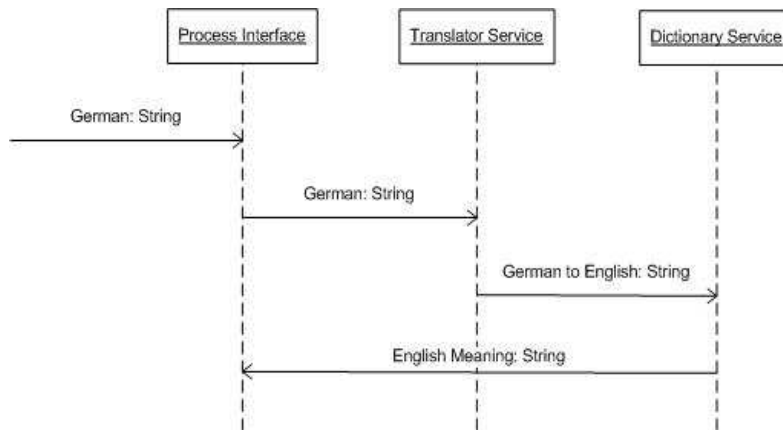 Process Interface
Translator Service
Dictionary Service
German: String
German: String
German to English: String
English Meaning: String